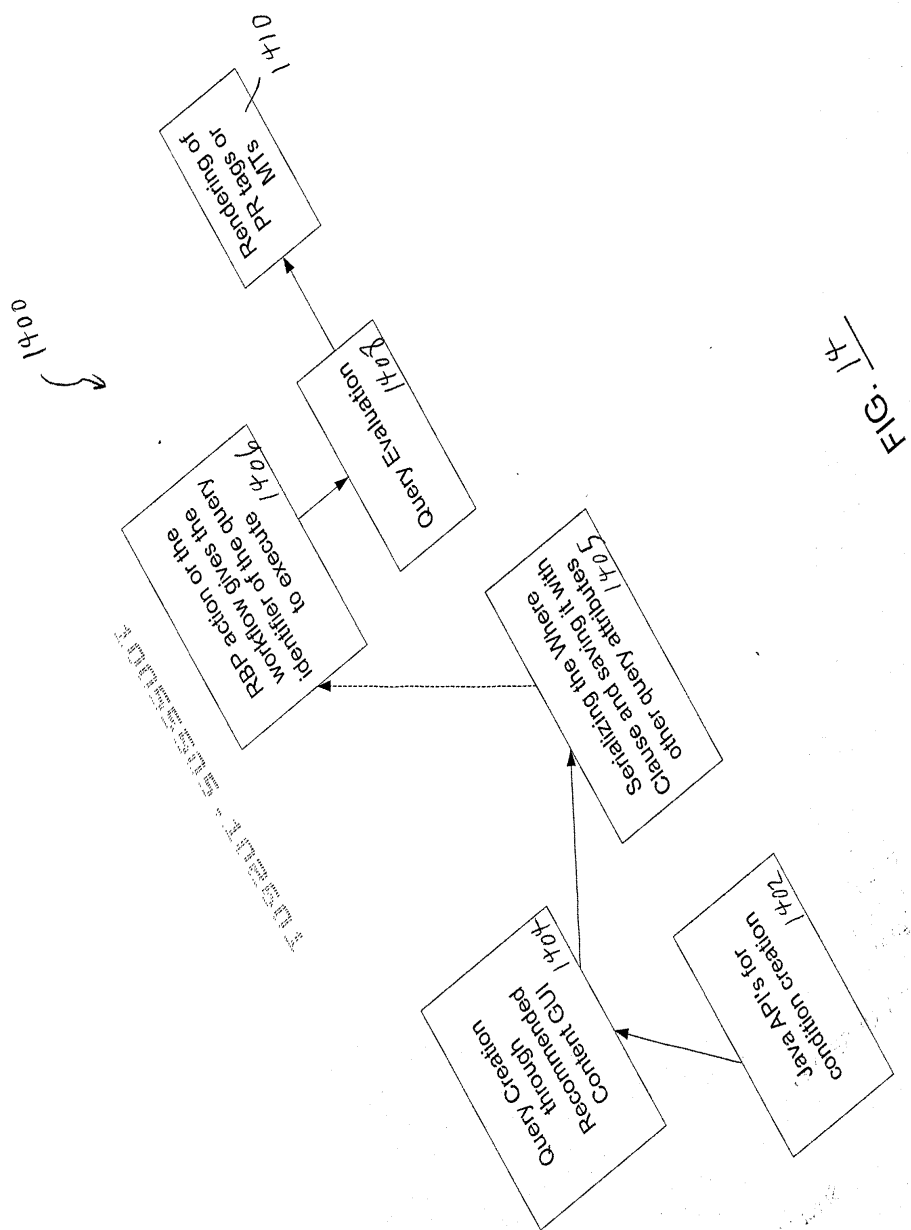 1400
Java API's for
condition creation
1402
Query Creation
through
Recommended
Content GUI
1404
Serializing the Where
Clause and saving it with
other query attributes
1405
RBP action or the
workflow gives the
identifier of the query
to execute
1406
Query Evaluation
1408
Rendering of
PR tags or
MTs
1410
FIG. 14